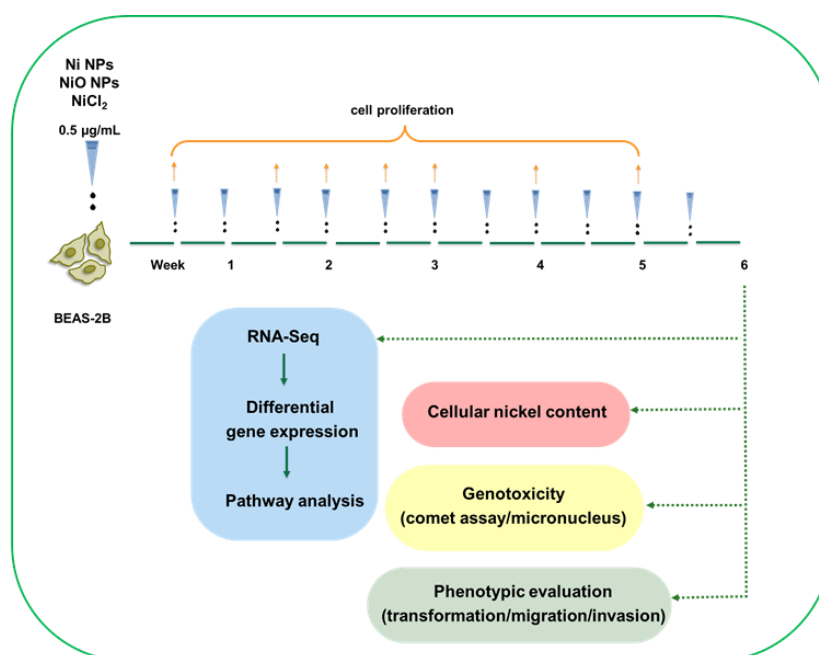 Ni NPs
NiO NPs
NiCl₂
0.5 µg/mL
cell proliferation
Week 1 2 3 4 5 6
BEAS-2B
RNA-Seq
Differential
gene expression
Pathway analysis
Cellular nickel content
Genotoxicity
(comet assay/micronucleus)
Phenotypic evaluation
(transformation/migration/invasion)